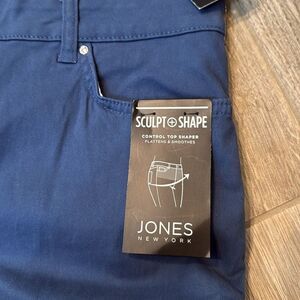 SCULPT+SHAPE
CONTROL TOP SHAPER
FLATTENS & SMOOTHES
JONES
NEW YORK